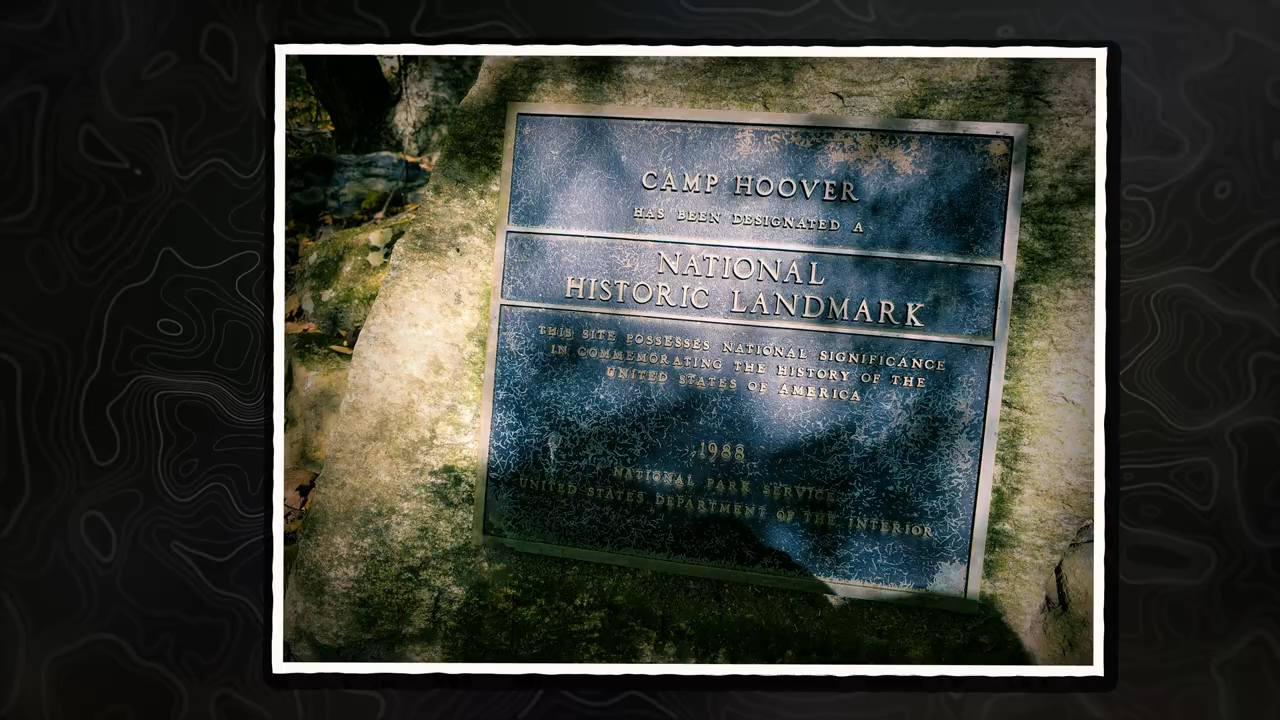 CAMP HOOVER
HAS BEEN DESIGNATED A
NATIONAL
HISTORIC LANDMARK
THIS SITE POSSESSES NATIONAL SIGNIFICANCE
IN COMMEMORATING THE HISTORY OF THE
UNITED STATES OF AMERICA
1988
NATIONAL PARK SERVICE
UNITED STATES DEPARTMENT OF THE INTERIOR